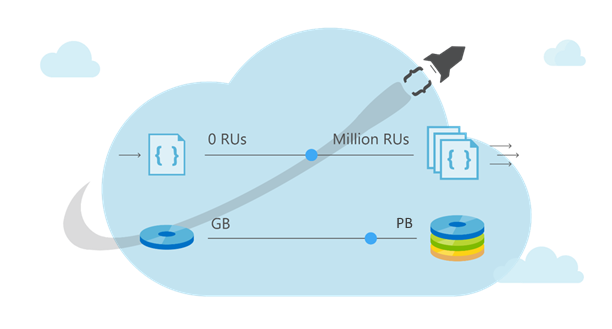 0 RUs Million RUs
{ } { }
GB PB